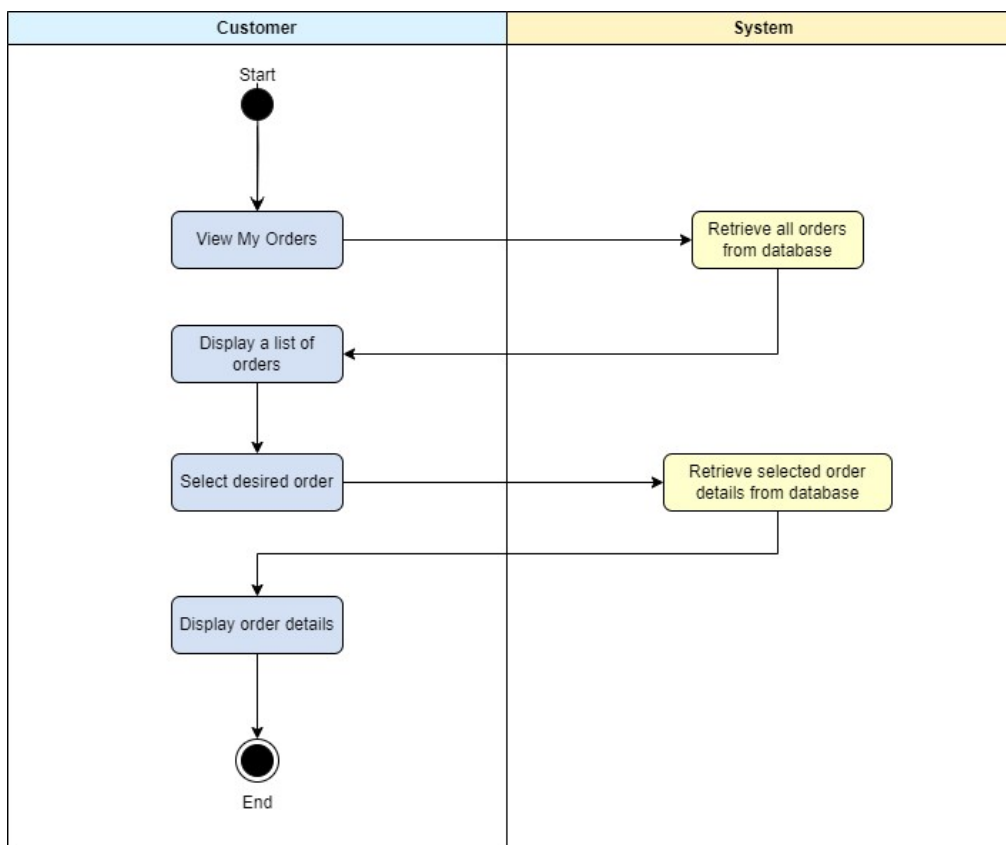 Customer
System
Start
View My Orders
Retrieve all orders
from database
Display a list of
orders
Select desired order
Retrieve selected order
details from database
Display order details
End